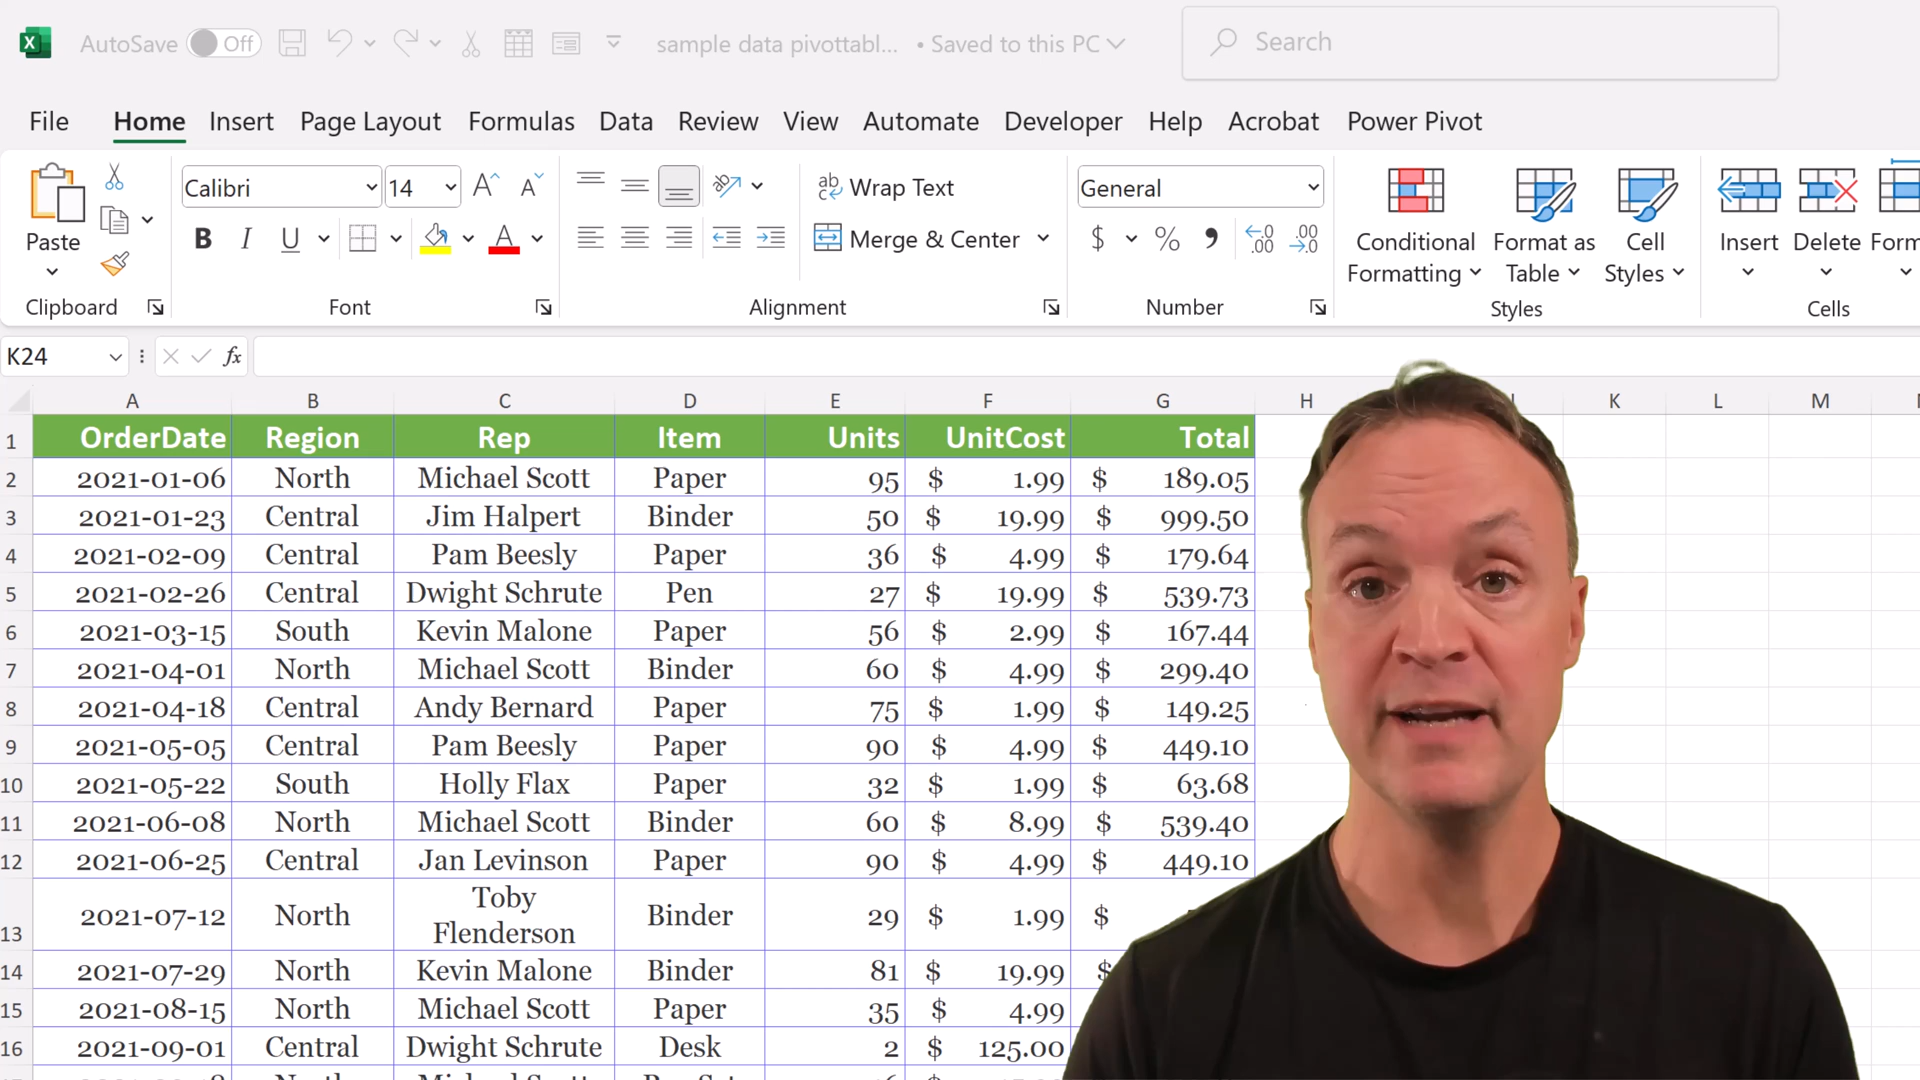 AutoSave Off sample data pivottabl... • Saved to this PC Search
File Home Insert Page Layout Formulas Data Review View Automate Developer Help Acrobat Power Pivot
Paste
Clipboard
Calibri 14
B I U
Font
ab Wrap Text
Merge & Center
Alignment
General
$ % , .00 .00
Number
Conditional Formatting
Format as Table
Cell Styles
Styles
Insert Delete Form
Cells
K24 fx
A B C D E F G H K L M
1 OrderDate Region Rep Item Units UnitCost Total
2 2021-01-06 North Michael Scott Paper 95 $ 1.99 $ 189.05
3 2021-01-23 Central Jim Halpert Binder 50 $ 19.99 $ 999.50
4 2021-02-09 Central Pam Beesly Paper 36 $ 4.99 $ 179.64
5 2021-02-26 Central Dwight Schrute Pen 27 $ 19.99 $ 539.73
6 2021-03-15 South Kevin Malone Paper 56 $ 2.99 $ 167.44
7 2021-04-01 North Michael Scott Binder 60 $ 4.99 $ 299.40
8 2021-04-18 Central Andy Bernard Paper 75 $ 1.99 $ 149.25
9 2021-05-05 Central Pam Beesly Paper 90 $ 4.99 $ 449.10
10 2021-05-22 South Holly Flax Paper 32 $ 1.99 $ 63.68
11 2021-06-08 North Michael Scott Binder 60 $ 8.99 $ 539.40
12 2021-06-25 Central Jan Levinson Paper 90 $ 4.99 $ 449.10
13 2021-07-12 North Toby Flenderson Binder 29 $ 1.99 $
14 2021-07-29 North Kevin Malone Binder 81 $ 19.99 $
15 2021-08-15 North Michael Scott Paper 35 $ 4.99
16 2021-09-01 Central Dwight Schrute Desk 2 $ 125.00